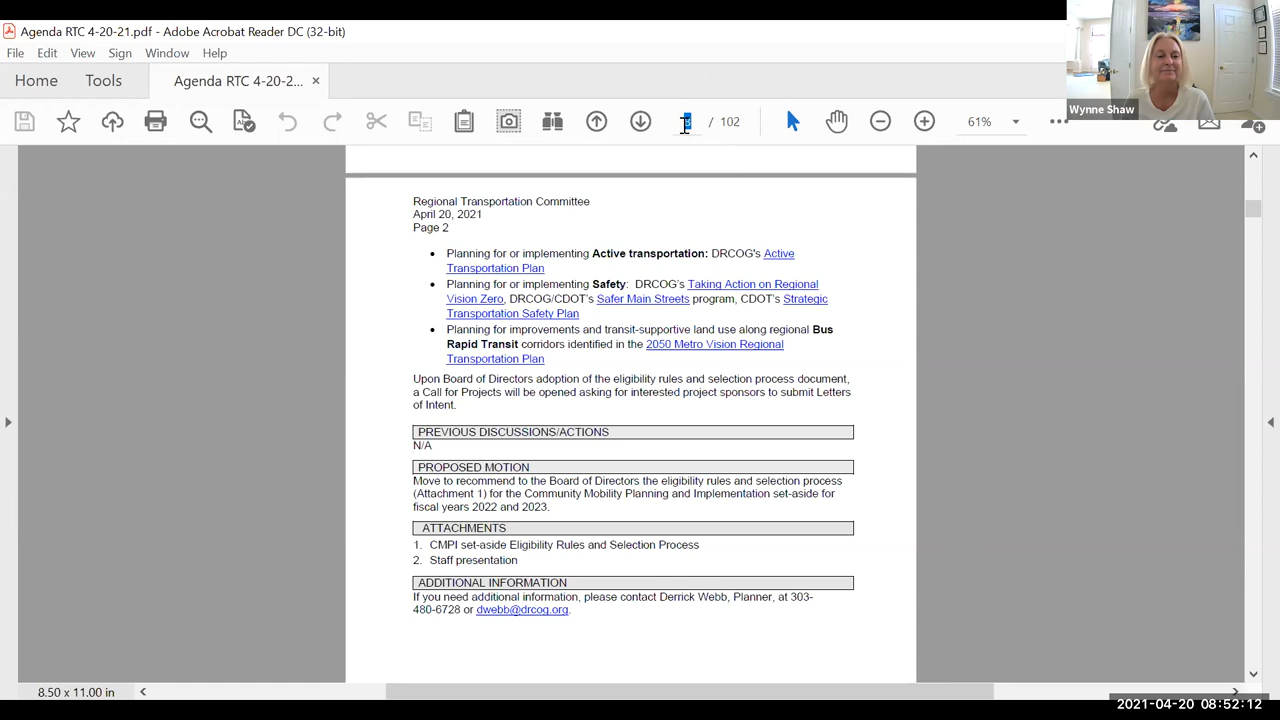 Agenda RTC 4-20-21.pdf - Adobe Acrobat Reader DC (32-bit)
File Edit View Sign Window Help
Home Tools Agenda RTC 4-20-2... ×
/ 102 61%
Wynne Shaw
Regional Transportation Committee
April 20, 2021
Page 2
• Planning for or implementing Active transportation: DRCOG's Active
Transportation Plan
• Planning for or implementing Safety: DRCOG's Taking Action on Regional
Vision Zero, DRCOG/CDOT's Safer Main Streets program, CDOT's Strategic
Transportation Safety Plan
• Planning for improvements and transit-supportive land use along regional Bus
Rapid Transit corridors identified in the 2050 Metro Vision Regional
Transportation Plan
Upon Board of Directors adoption of the eligibility rules and selection process document,
a Call for Projects will be opened asking for interested project sponsors to submit Letters
of Intent.
PREVIOUS DISCUSSIONS/ACTIONS
N/A
PROPOSED MOTION
Move to recommend to the Board of Directors the eligibility rules and selection process
(Attachment 1) for the Community Mobility Planning and Implementation set-aside for
fiscal years 2022 and 2023.
ATTACHMENTS
1. CMPI set-aside Eligibility Rules and Selection Process
2. Staff presentation
ADDITIONAL INFORMATION
If you need additional information, please contact Derrick Webb, Planner, at 303-
480-6728 or dwebb@drcog.org.
8.50 x 11.00 in
2021-04-20 08:52:12